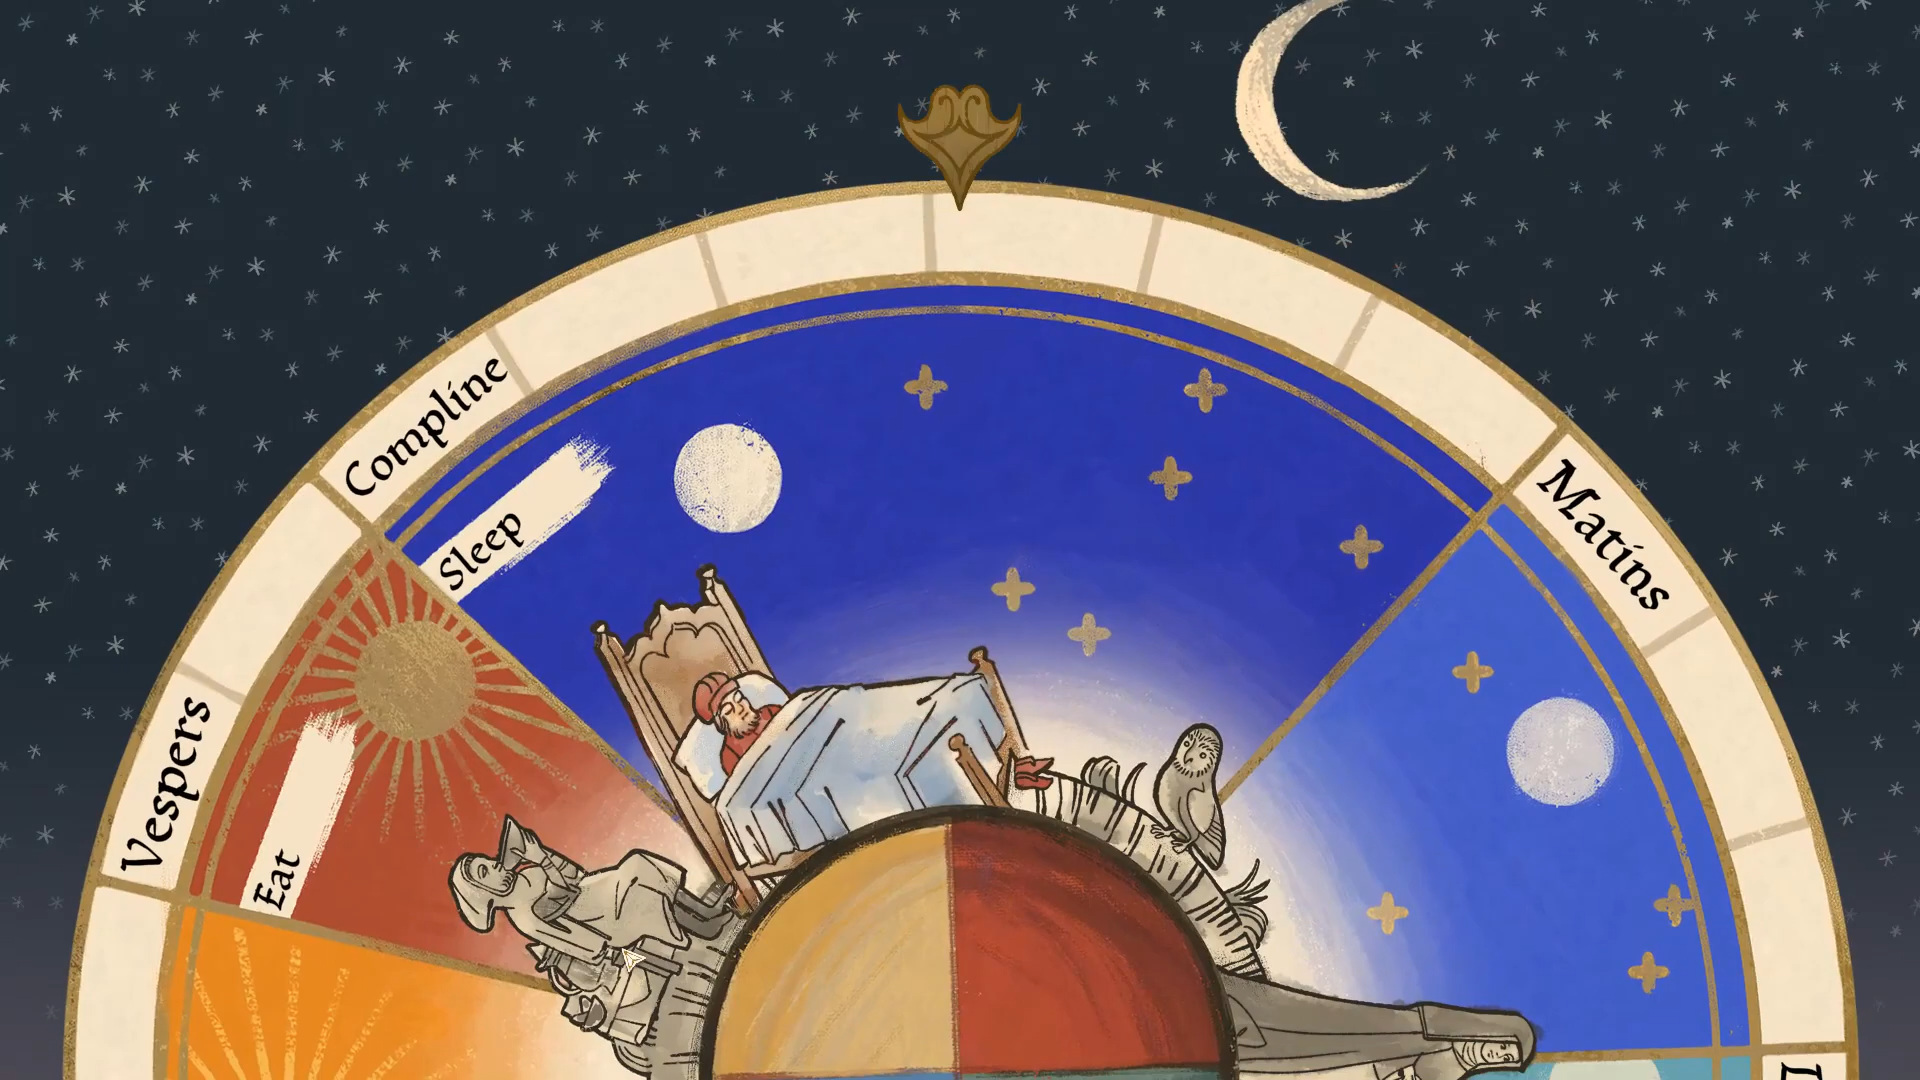 Compline
Matins
Sleep
Vespers
Eat
L